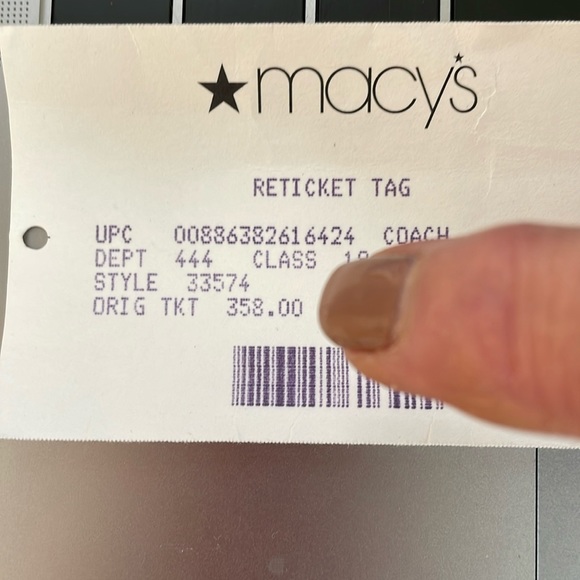 macy's
RETICKET TAG
UPC 00886382616424 COACH
DEPT 444 CLASS
STYLE 33574
ORIG TKT 358.00